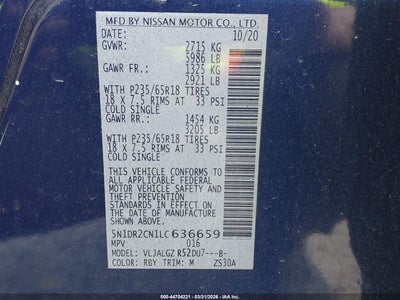 MFD BY NISSAN MOTOR CO., LTD.
DATE: 10/20
GVWR: 2715 KG
5986 LB
GAWR FR.: 1325 KG
2921 LB
WITH P235/65R18 TIRES
18 X 7.5 RIMS AT 33 PSI
COLD SINGLE
GAWR RR.: 1454 KG
3205 LB
WITH P235/65R18 TIRES
18 X 7.5 RIMS AT 33 PSI
COLD SINGLE
THIS VEHICLE CONFORMS
TO ALL APPLICABLE FEDERAL
MOTOR VEHICLE SAFETY
AND THEFT PREVENTION
STANDARDS IN EFFECT ON
THE DATE OF MANUFACTURE
SHOWN ABOVE
5N1DR2CN1LC636659
MPV 016
MODEL: VLJALGZ R52DU7---B-
COLOR: RBY TRIM: M ZS30A
000-44704221 - 03/31/2026 - IAAI.COM